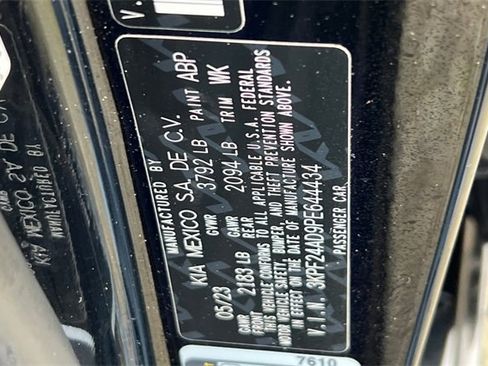 MANUFACTURED BY
KIA MEXICO S.A. DE C.V.
GVWR 3792 LB PAINT ABP
05/23
GAWR FRONT 2183 LB GAWR REAR 2094 LB TRIM WK
THIS VEHICLE CONFORMS TO ALL APPLICABLE U.S.A. FEDERAL
MOTOR VEHICLE SAFETY, BUMPER, AND THEFT PREVENTION STANDARDS
IN EFFECT ON THE DATE OF MANUFACTURE SHOWN ABOVE.
V.I.N. 3KPF24AD9PE644434
PASSENGER CAR
7610